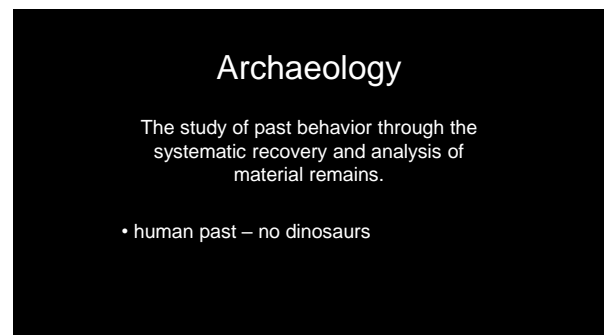 Archaeology
The study of past behavior through the
systematic recovery and analysis of
material remains.
• human past – no dinosaurs